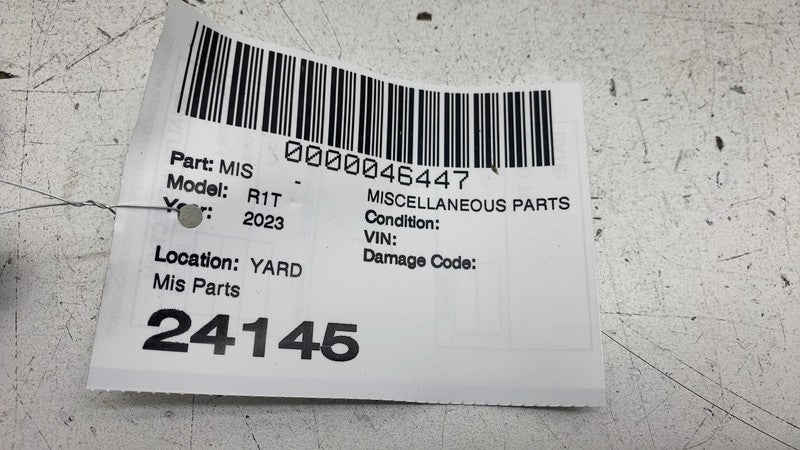 0000046447
Part: MIS -
MISCELLANEOUS PARTS
Model: R1T
Condition:
Year: 2023
VIN:
Damage Code:
Location: YARD
Mis Parts
24145